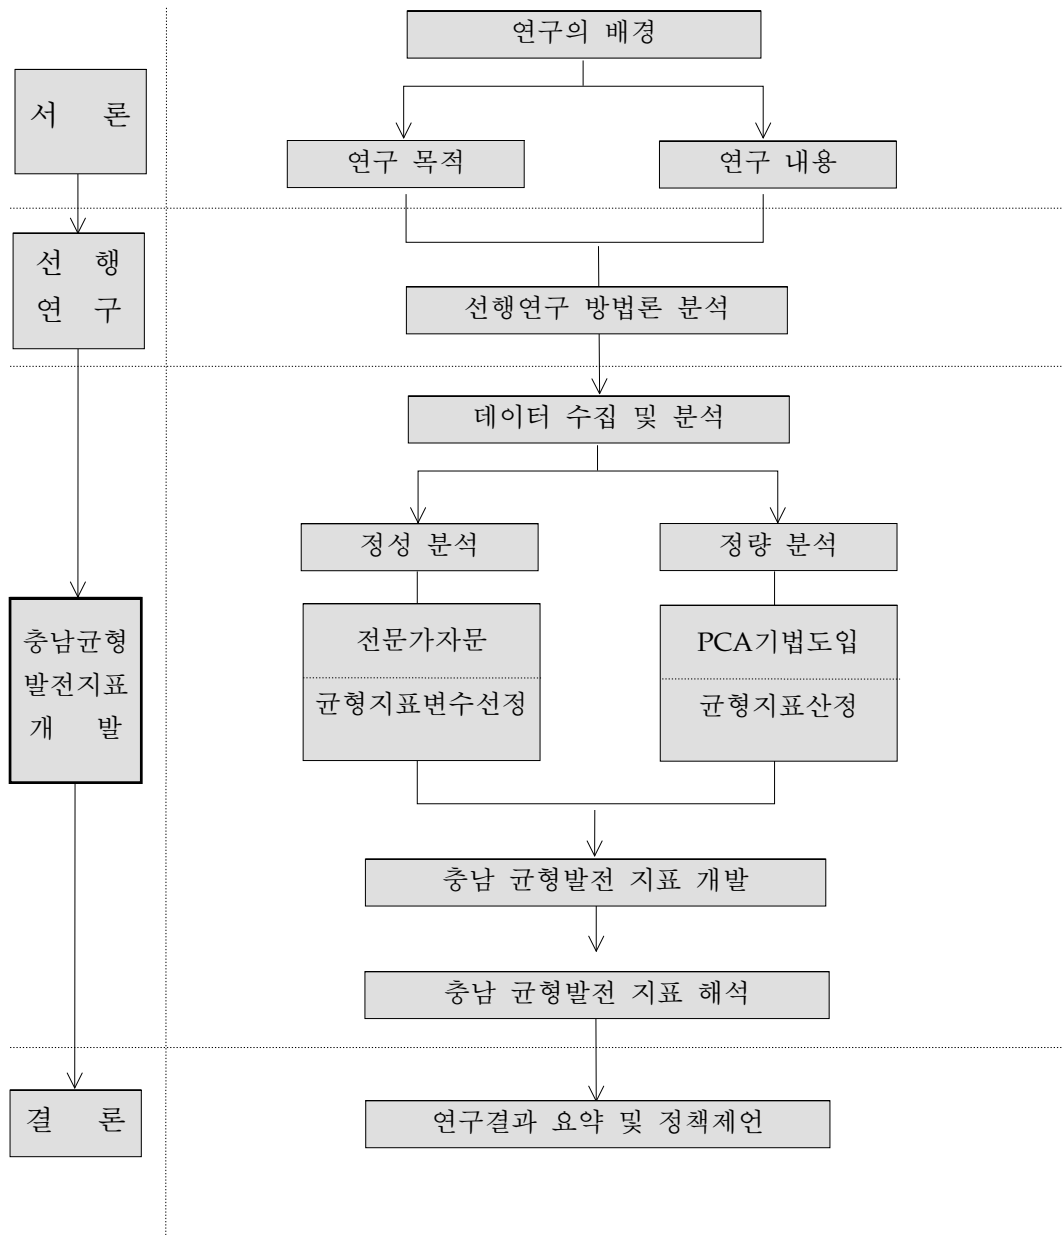 연구의 배경
서 론
연구 목적
연구 내용
선 행
연 구
선행연구 방법론 분석
데이터 수집 및 분석
정성 분석
정량 분석
충남균형
발전지표
개 발
전문가자문
균형지표변수선정
PCA기법도입
균형지표산정
충남 균형발전 지표 개발
충남 균형발전 지표 해석
결 론
연구결과 요약 및 정책제언